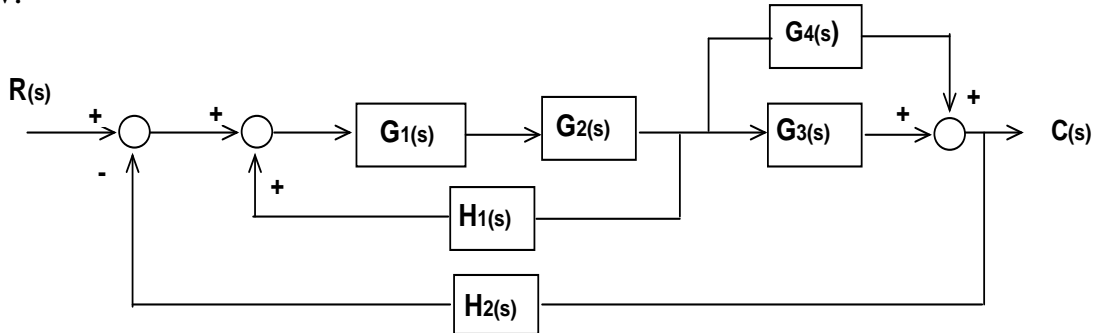 G4(s)
R(s)
+ + G1(s) G2(s) G3(s) + + C(s)
- + H1(s)
H2(s)